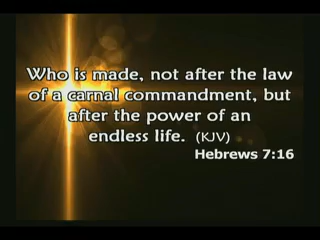 Who is made, not after the law
of a carnal commandment, but
after the power of an
endless life. (KJV)
Hebrews 7:16